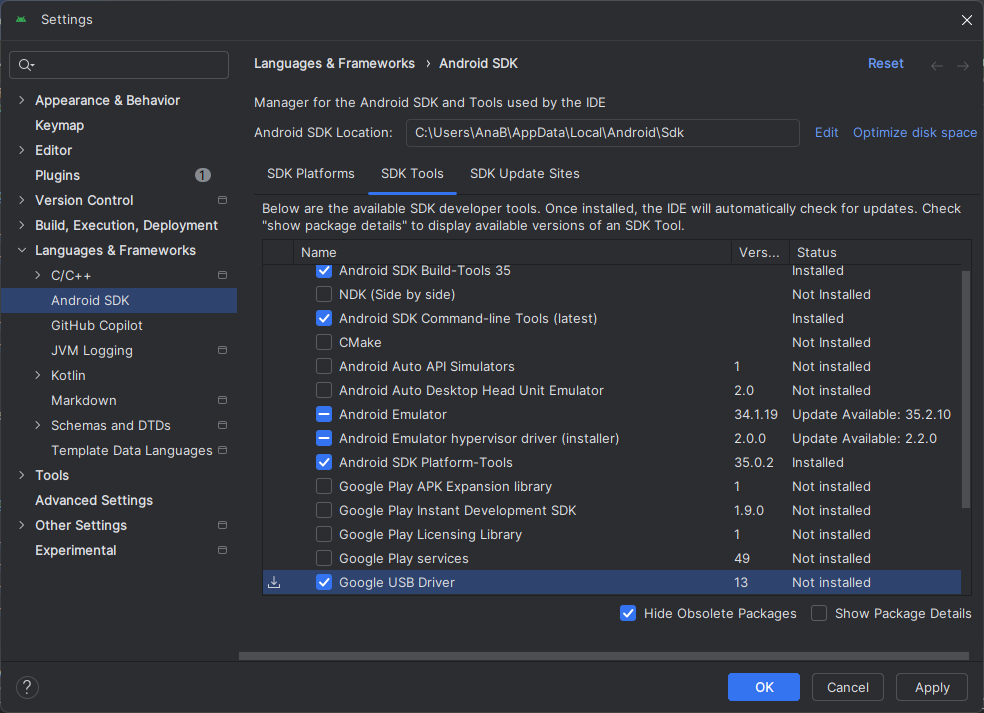 Settings
Languages & Frameworks › Android SDK
Reset
Appearance & Behavior
Keymap
Editor
Plugins
1
Version Control
Build, Execution, Deployment
Languages & Frameworks
C/C++
Android SDK
GitHub Copilot
JVM Logging
Kotlin
Markdown
Schemas and DTDs
Template Data Languages
Tools
Advanced Settings
Other Settings
Experimental
Manager for the Android SDK and Tools used by the IDE
Android SDK Location: C:\Users\AnaB\AppData\Local\Android\Sdk Edit Optimize disk space
SDK Platforms SDK Tools SDK Update Sites
Below are the available SDK developer tools. Once installed, the IDE will automatically check for updates. Check
"show package details" to display available versions of an SDK Tool.
Name Vers... Status
Android SDK Build-Tools 35 Installed
NDK (Side by side) Not Installed
Android SDK Command-line Tools (latest) Installed
CMake Not Installed
Android Auto API Simulators 1 Not installed
Android Auto Desktop Head Unit Emulator 2.0 Not installed
Android Emulator 34.1.19 Update Available: 35.2.10
Android Emulator hypervisor driver (installer) 2.0.0 Update Available: 2.2.0
Android SDK Platform-Tools 35.0.2 Installed
Google Play APK Expansion library 1 Not installed
Google Play Instant Development SDK 1.9.0 Not installed
Google Play Licensing Library 1 Not installed
Google Play services 49 Not installed
Google USB Driver 13 Not installed
Hide Obsolete Packages Show Package Details
? OK Cancel Apply